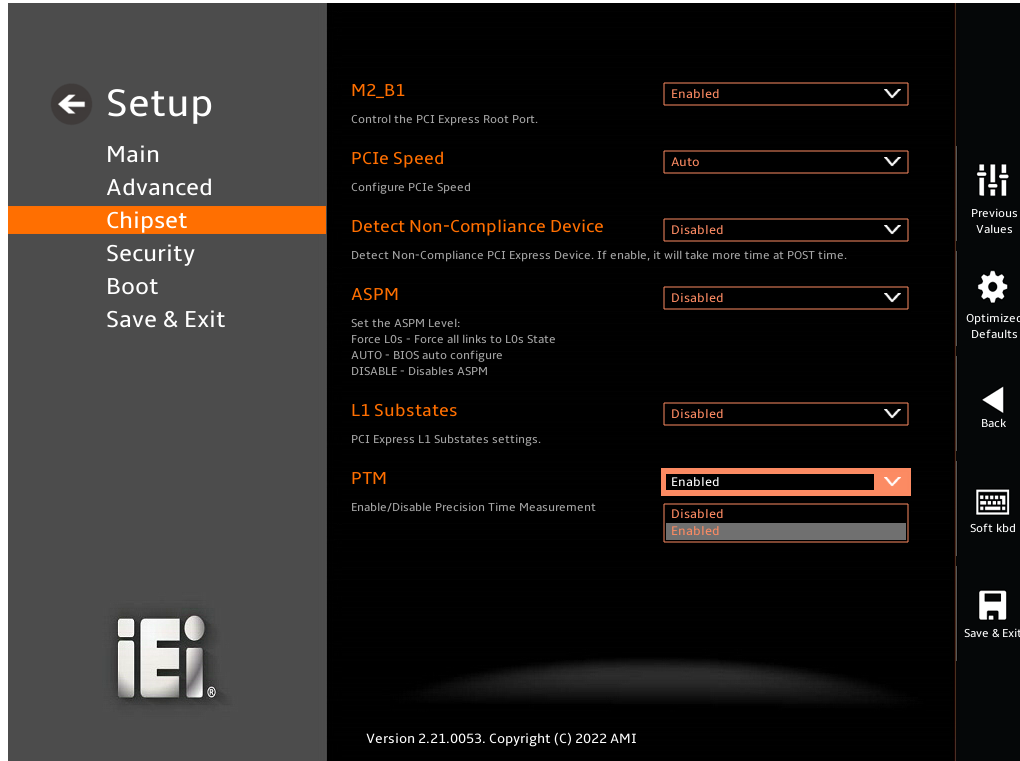 Setup
Main
Advanced
Chipset
Security
Boot
Save & Exit
iEi®
M2_B1
Enabled
Control the PCI Express Root Port.
PCIe Speed
Auto
Configure PCIe Speed
Detect Non-Compliance Device
Disabled
Detect Non-Compliance PCI Express Device. If enable, it will take more time at POST time.
ASPM
Disabled
Set the ASPM Level:
Force L0s - Force all links to L0s State
AUTO - BIOS auto configure
DISABLE - Disables ASPM
L1 Substates
Disabled
PCI Express L1 Substates settings.
PTM
Enabled
Enable/Disable Precision Time Measurement
Disabled
Enabled
Version 2.21.0053. Copyright (C) 2022 AMI
Previous
Values
Optimized
Defaults
Back
Soft kbd
Save & Exit